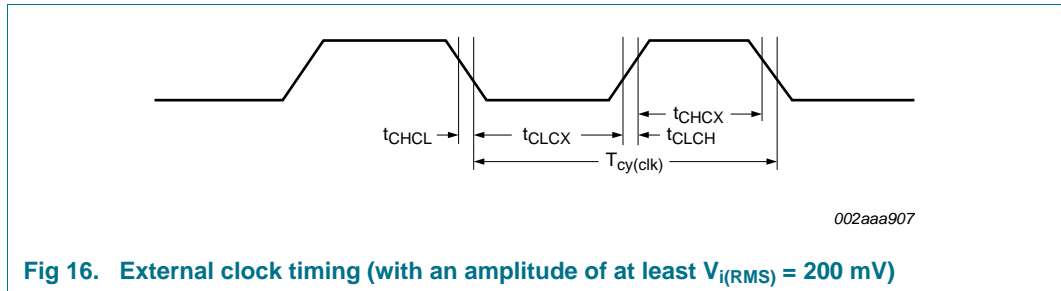 tCHCX
tCHCL tCLCX tCLCH
Tcy(clk)
002aaa907
Fig 16. External clock timing (with an amplitude of at least Vi(RMS) = 200 mV)